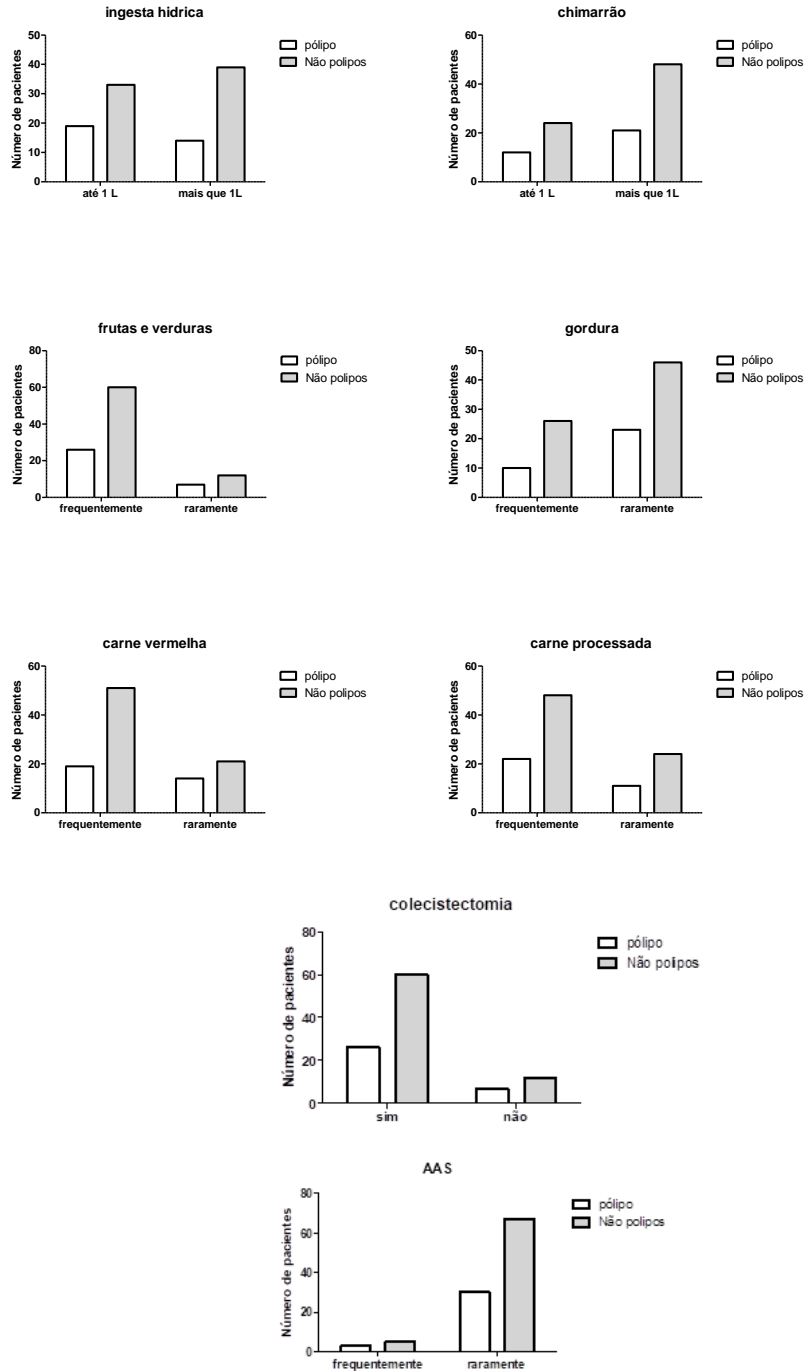 ingesta hidrica
pólipo
Não polipos
Número de pacientes
50
40
30
20
10
0
até 1 L
mais que 1L
chimarrão
pólipo
Não polipos
Número de pacientes
60
40
20
0
até 1 L
mais que 1L
frutas e verduras
pólipo
Não polipos
Número de pacientes
80
60
40
20
0
frequentemente
raramente
gordura
pólipo
Não polipos
Número de pacientes
50
40
30
20
10
0
frequentemente
raramente
carne vermelha
pólipo
Não polipos
Número de pacientes
60
40
20
0
frequentemente
raramente
carne processada
pólipo
Não polipos
Número de pacientes
60
40
20
0
frequentemente
raramente
colecistectomia
pólipo
Não polipos
Número de pacientes
80
60
40
20
0
sim
não
AAS
pólipo
Não polipos
Número de pacientes
80
60
40
20
0
frequentemente
raramente